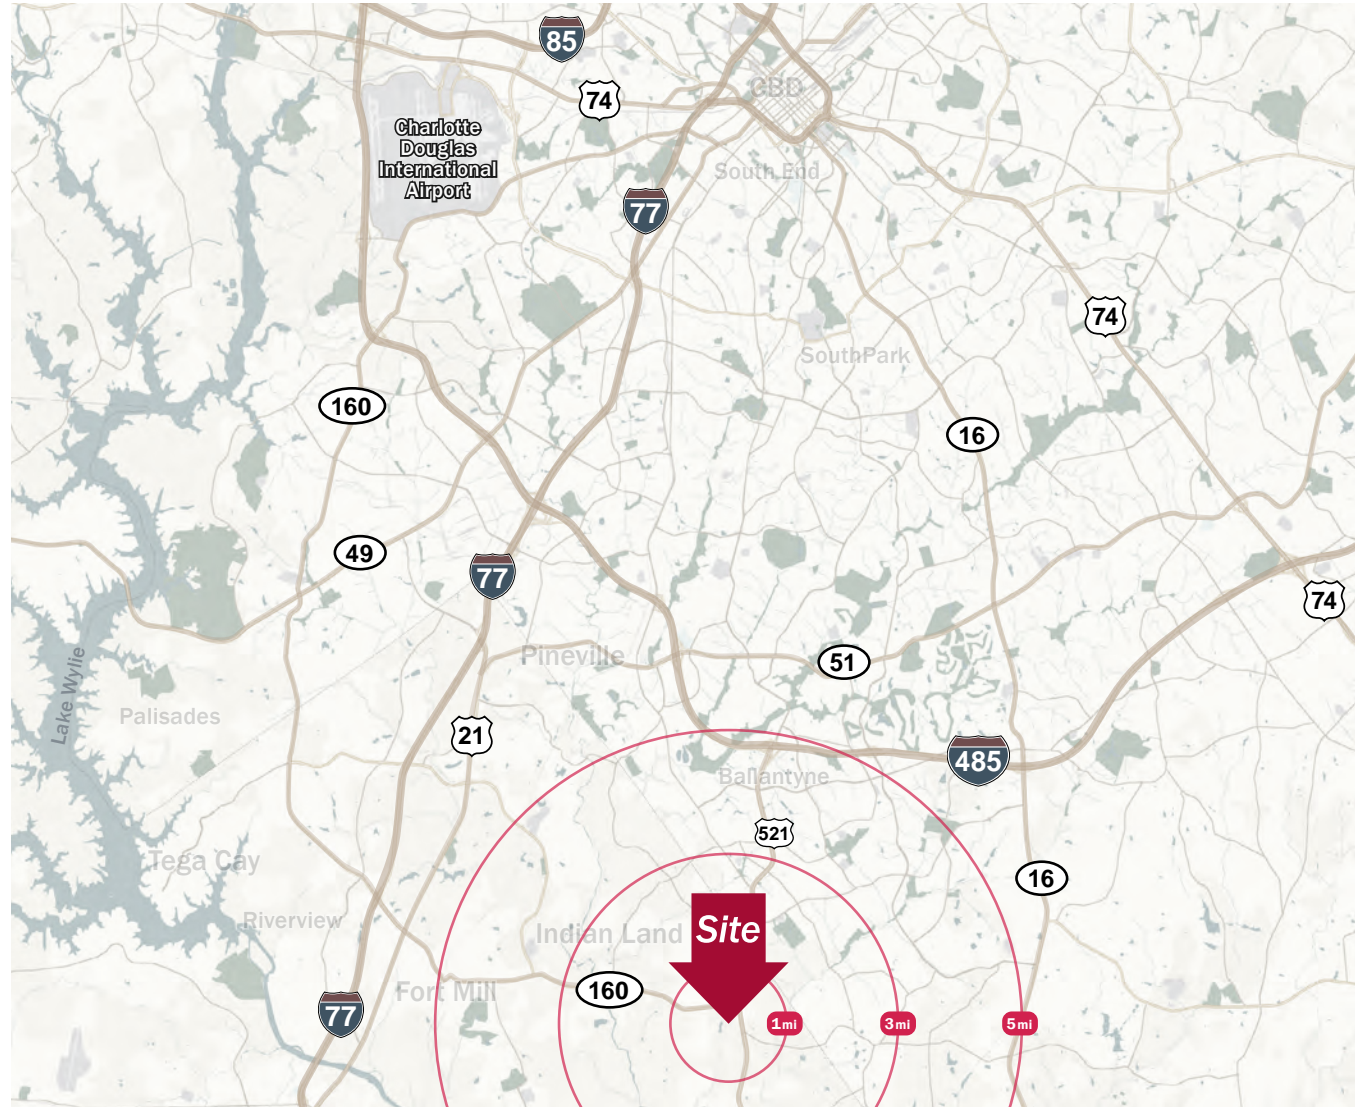 85
CBD
74
Charlotte
Douglas
International
Airport
South End
77
74
SouthPark
160
16
49
77
74
Pineville
51
Lake Wylie
Palisades
21
485
Ballantyne
521
Tega Cay
16
Riverview
Indian Land
Site
Fort Mill
160
77
1mi
3mi
5mi